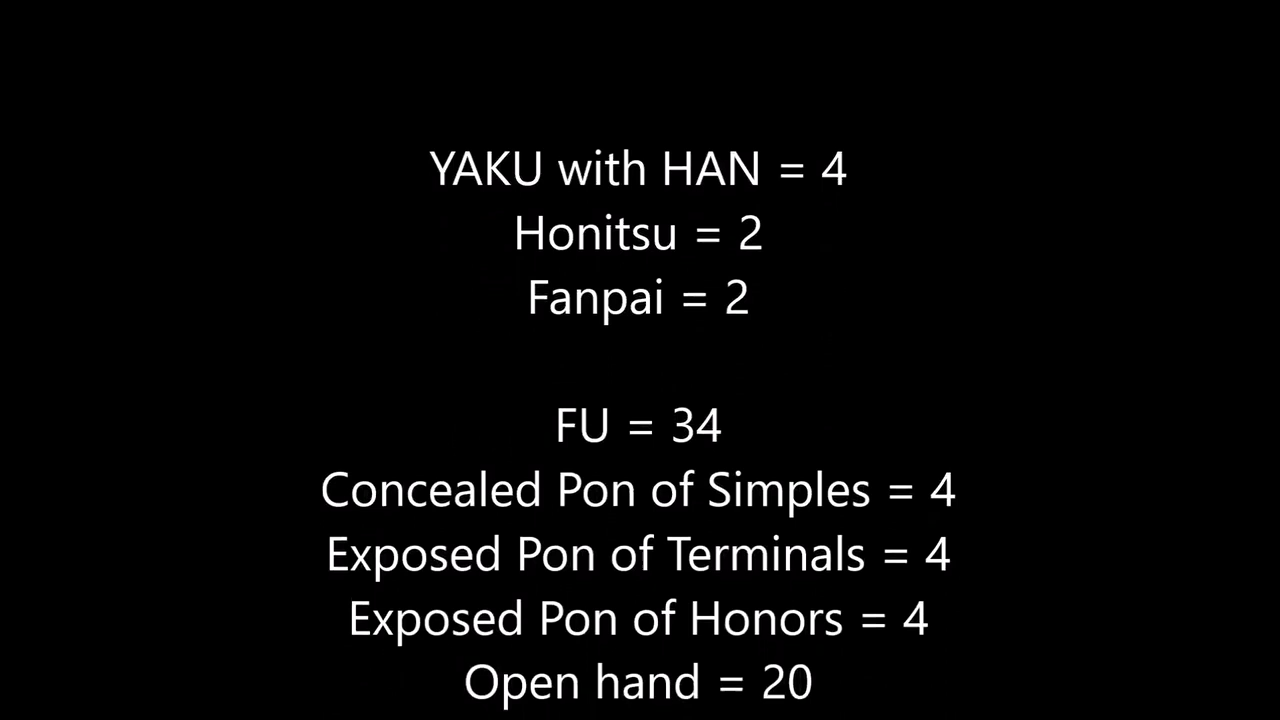 YAKU with HAN = 4
Honitsu = 2
Fanpai = 2
FU = 34
Concealed Pon of Simples = 4
Exposed Pon of Terminals = 4
Exposed Pon of Honors = 4
Open hand = 20